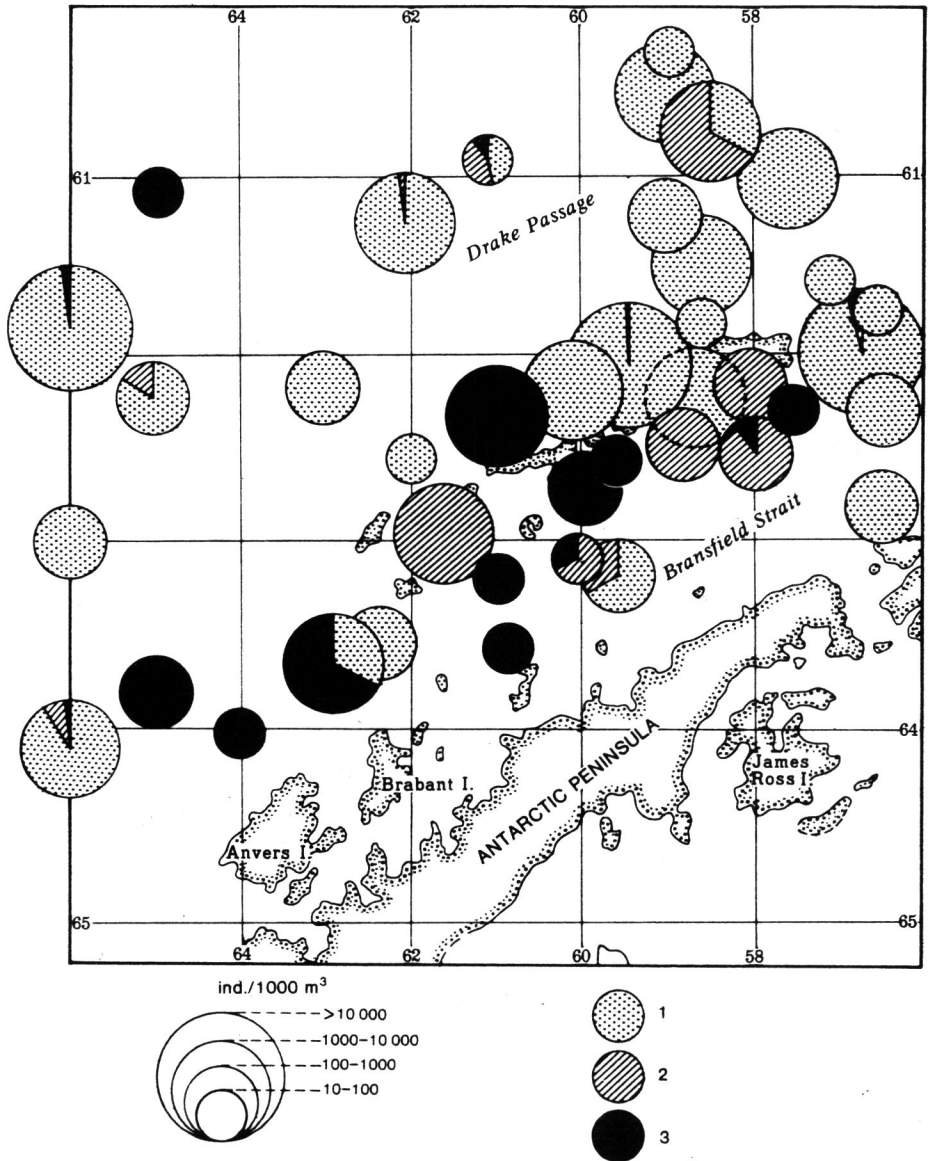 64 62 60 58
61 61
Drake Passage
Bransfield Strait
64 64
Brabant I.
ANTARCTIC PENINSULA
James
Ross I.
Anvers I.
65 65
64 62 60 58
ind./1000 m³
>10 000
1000–10 000
100–1000
10–100
1
2
3